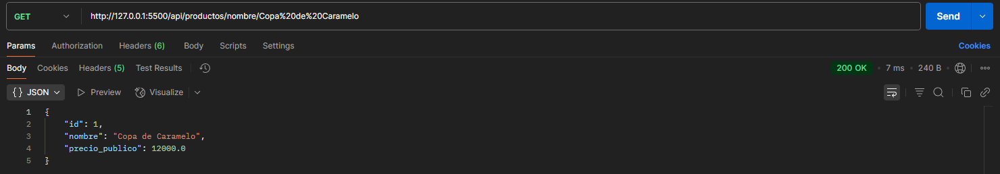 GET http://127.0.0.1:5500/api/productos/nombre/Copa%20de%20Caramelo Send
Params Authorization Headers (6) Body Scripts Settings Cookies
Body Cookies Headers (5) Test Results 200 OK • 7 ms • 240 B
{} JSON Preview Visualize
1 {
2 "id": 1,
3 "nombre": "Copa de Caramelo",
4 "precio_publico": 12000.0
5 }